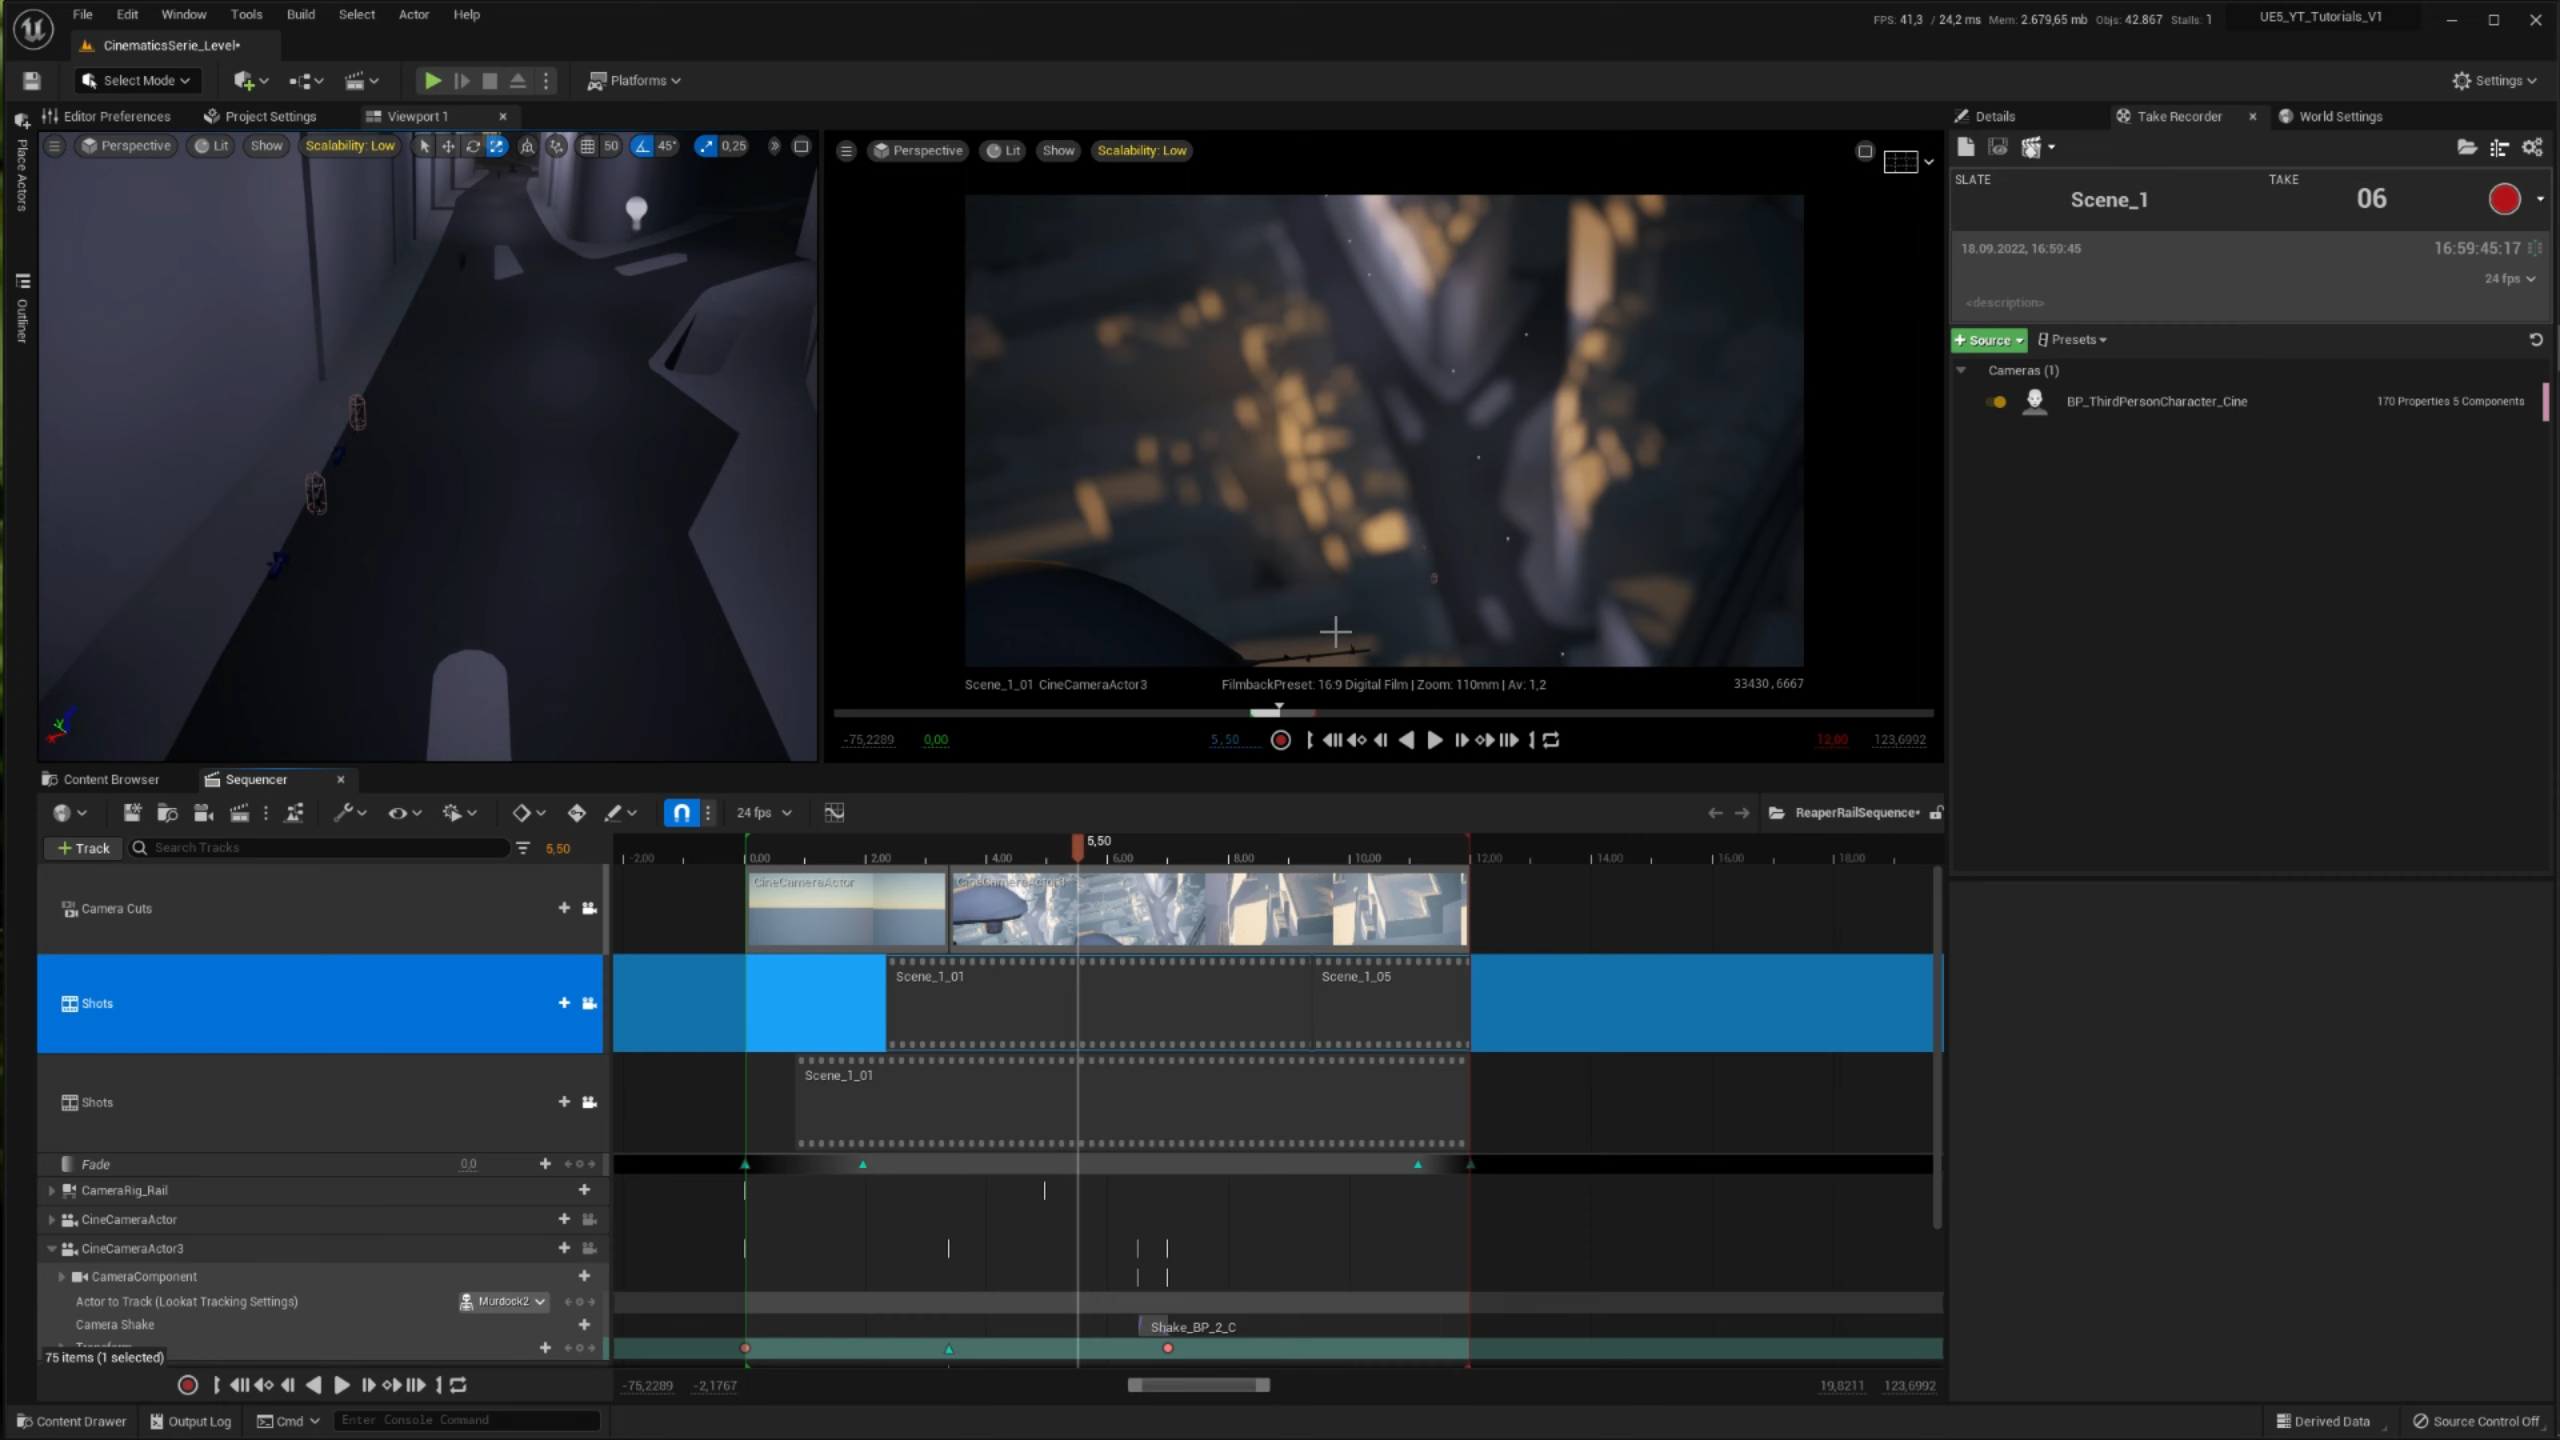 File Edit Window Tools Build Select Actor Help
FPS: 41,3 / 24,2 ms Mem: 2.679,65 mb Objs: 42.867 Stalls: 1
UE5_YT_Tutorials_V1
CinematicsSerie_Level*
Select Mode
Platforms
Settings
Editor Preferences Project Settings Viewport 1
Details Take Recorder World Settings
Place Actors
Outliner
Perspective Lit Show Scalability: Low 50 45° 0,25
Perspective Lit Show Scalability: Low
SLATE Scene_1 TAKE 06
18.09.2022, 16:59:45 16:59:45:17
24 fps
<description>
+ Source Presets
Cameras (1)
BP_ThirdPersonCharacter_Cine 170 Properties 5 Components
Scene_1_01 CineCameraActor3 FilmbackPreset: 16:9 Digital Film | Zoom: 110mm | Av: 1,2 33430,6667
-75,2289 0,00 5,50 12,00 123,6992
Content Browser Sequencer
24 fps ReaperRailSequence*
+ Track Search Tracks 5,50
5,50
-2,00 0,00 2,00 4,00 6,00 8,00 10,00 12,00 14,00 16,00 18,00
Camera Cuts CineCameraActor CineCameraActor3
Shots Scene_1_01 Scene_1_05
Shots Scene_1_01
Fade 0,0
CameraRig_Rail
CineCameraActor
CineCameraActor3
CameraComponent
Actor to Track (Lookat Tracking Settings) Murdock2
Camera Shake Shake_BP_2_C
Transform
75 items (1 selected)
-75,2289 -2,1767 19,8211 123,6992
Content Drawer Output Log Cmd Enter Console Command
Derived Data Source Control Off